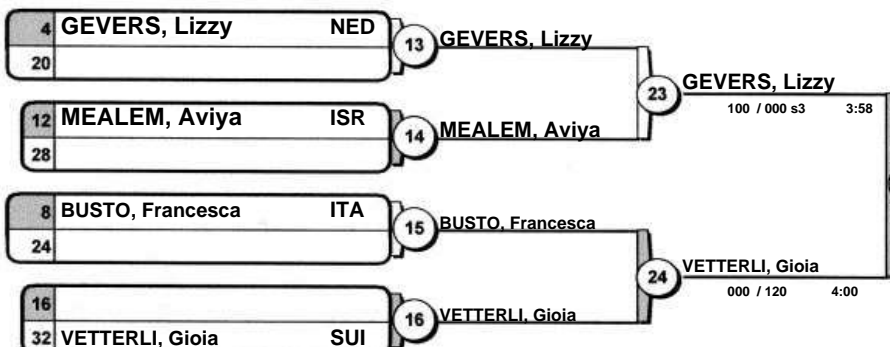 4 GEVERS, Lizzy NED
20
13 GEVERS, Lizzy
12 MEALEM, Aviya ISR
28
14 MEALEM, Aviya
23 GEVERS, Lizzy
100 / 000 s3 3:58
8 BUSTO, Francesca ITA
24
15 BUSTO, Francesca
16
32 VETTERLI, Gioia SUI
16 VETTERLI, Gioia
24 VETTERLI, Gioia
000 / 120 4:00